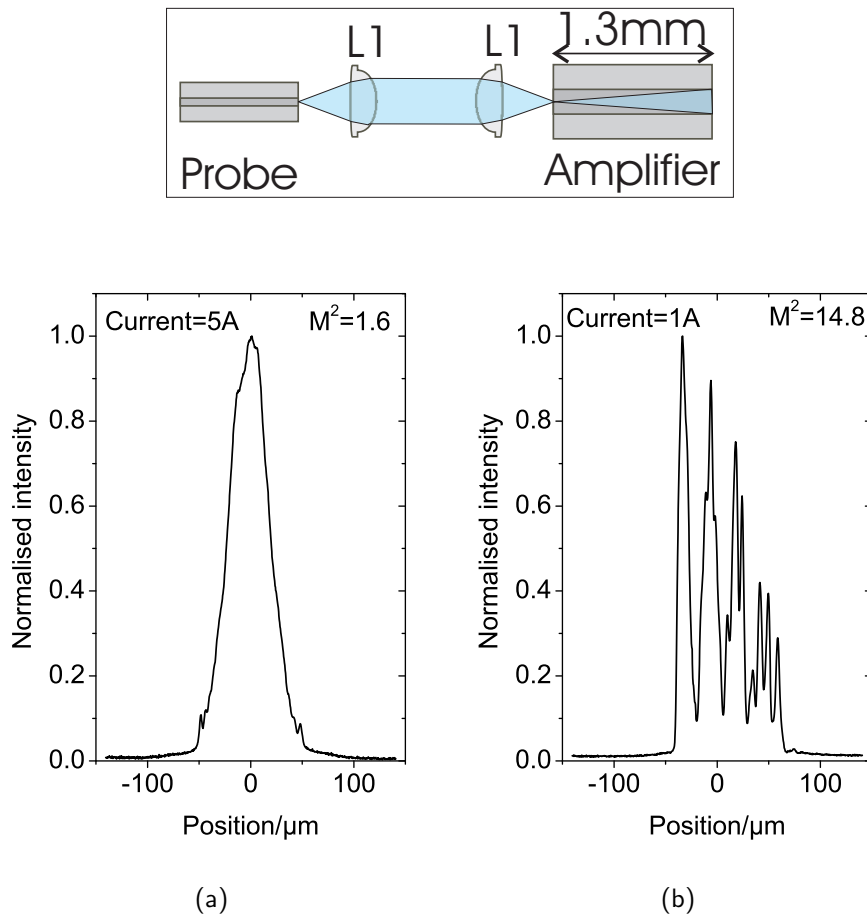 L1 L1 1.3mm
Probe Amplifier
Current=5A M²=1.6
1.0
0.8
0.6
0.4
0.2
0.0
Normalised intensity
-100 0 100
Position/µm
(a)
Current=1A M²=14.8
1.0
0.8
0.6
0.4
0.2
0.0
Normalised intensity
-100 0 100
Position/µm
(b)